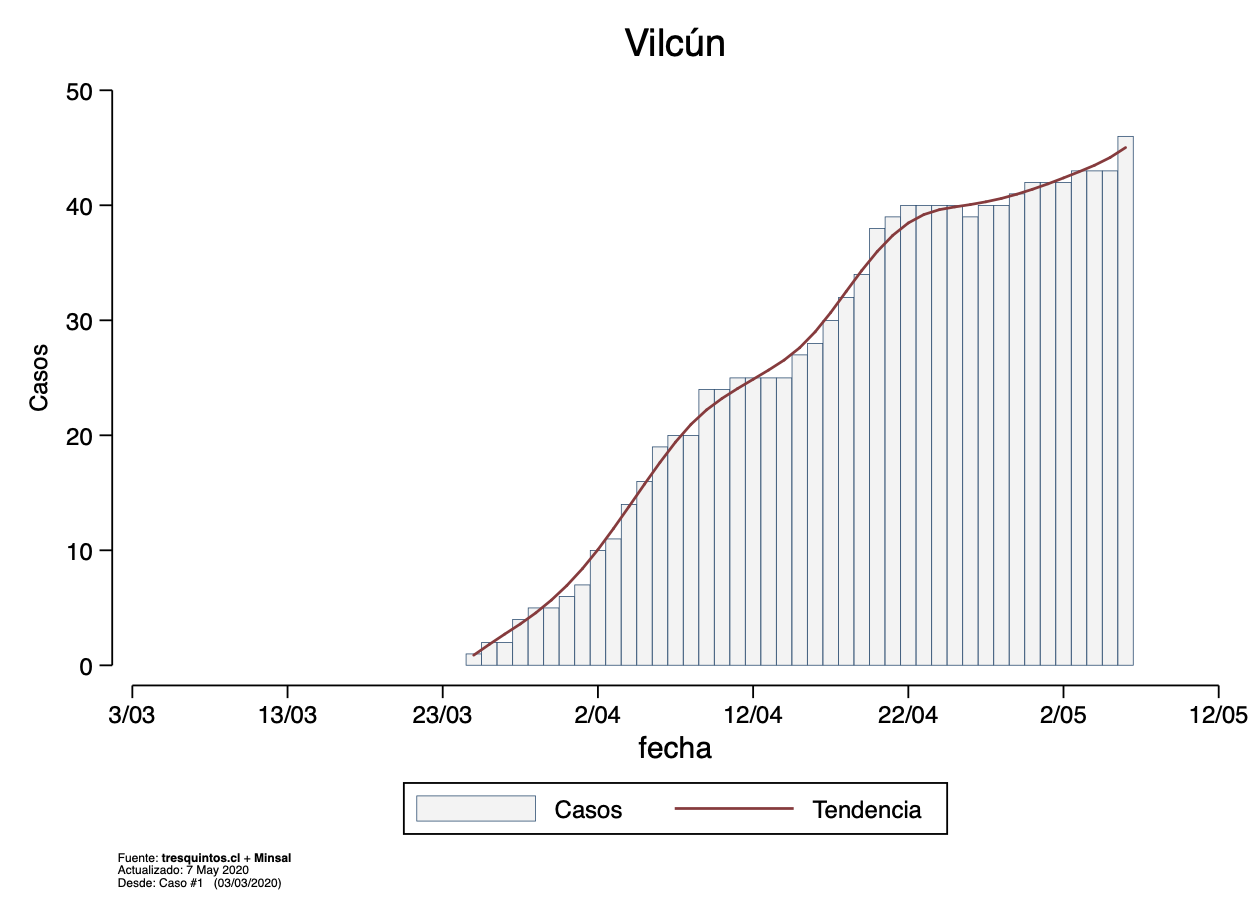 Vilcún
50
40
30
20
10
0
Casos
3/03 13/03 23/03 2/04 12/04 22/04 2/05 12/05
fecha
Casos Tendencia
Fuente: tresquintos.cl + Minsal
Actualizado: 7 May 2020
Desde: Caso #1 (03/03/2020)